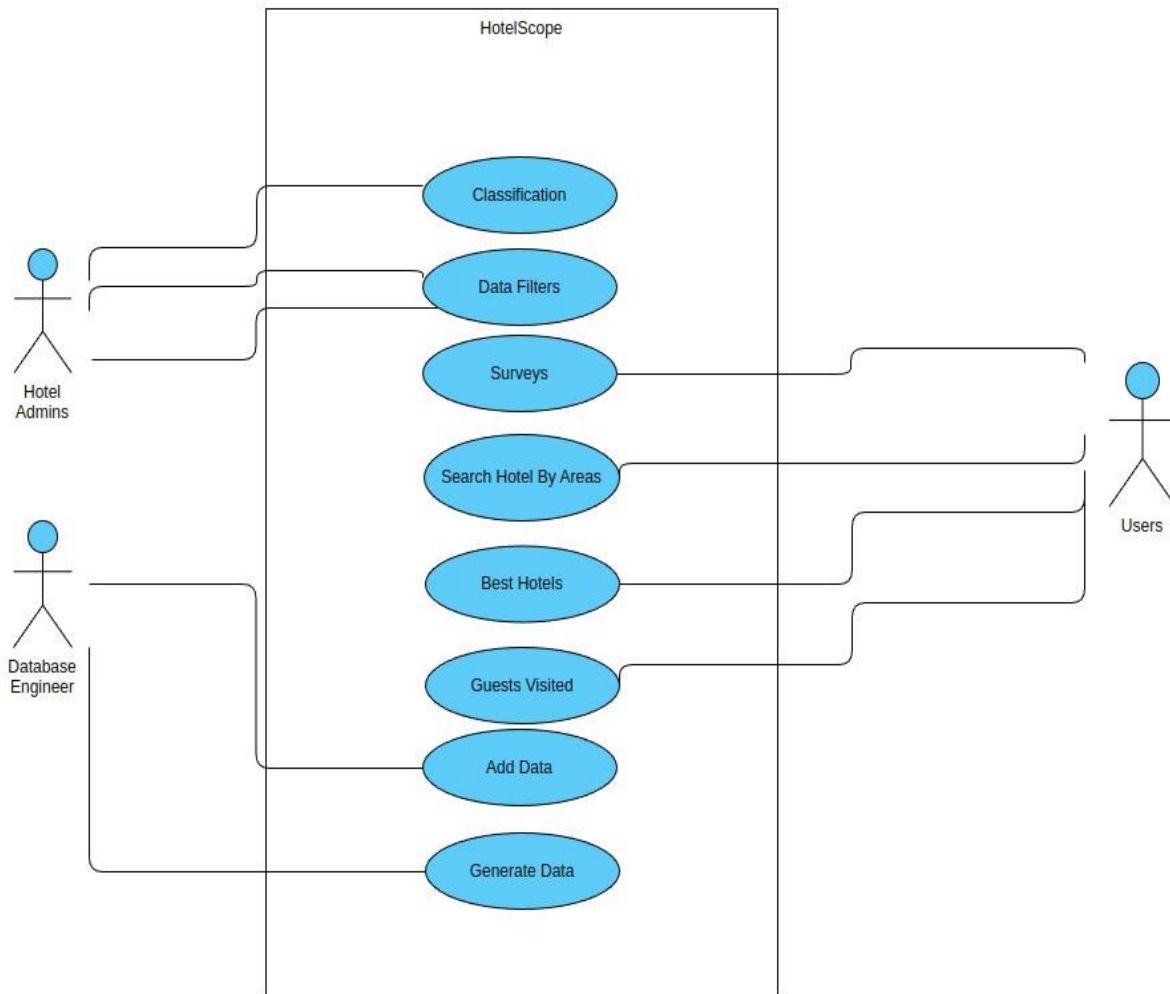 HotelScope
Classification
Data Filters
Surveys
Search Hotel By Areas
Best Hotels
Guests Visited
Add Data
Generate Data
Hotel
Admins
Database
Engineer
Users